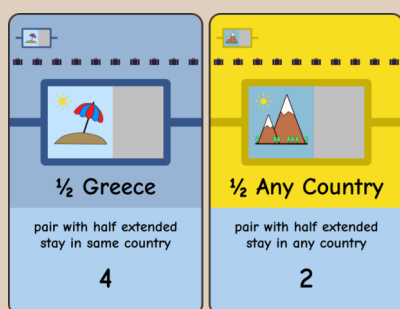 ½ Greece
pair with half extended
stay in same country
4
½ Any Country
pair with half extended
stay in any country
2